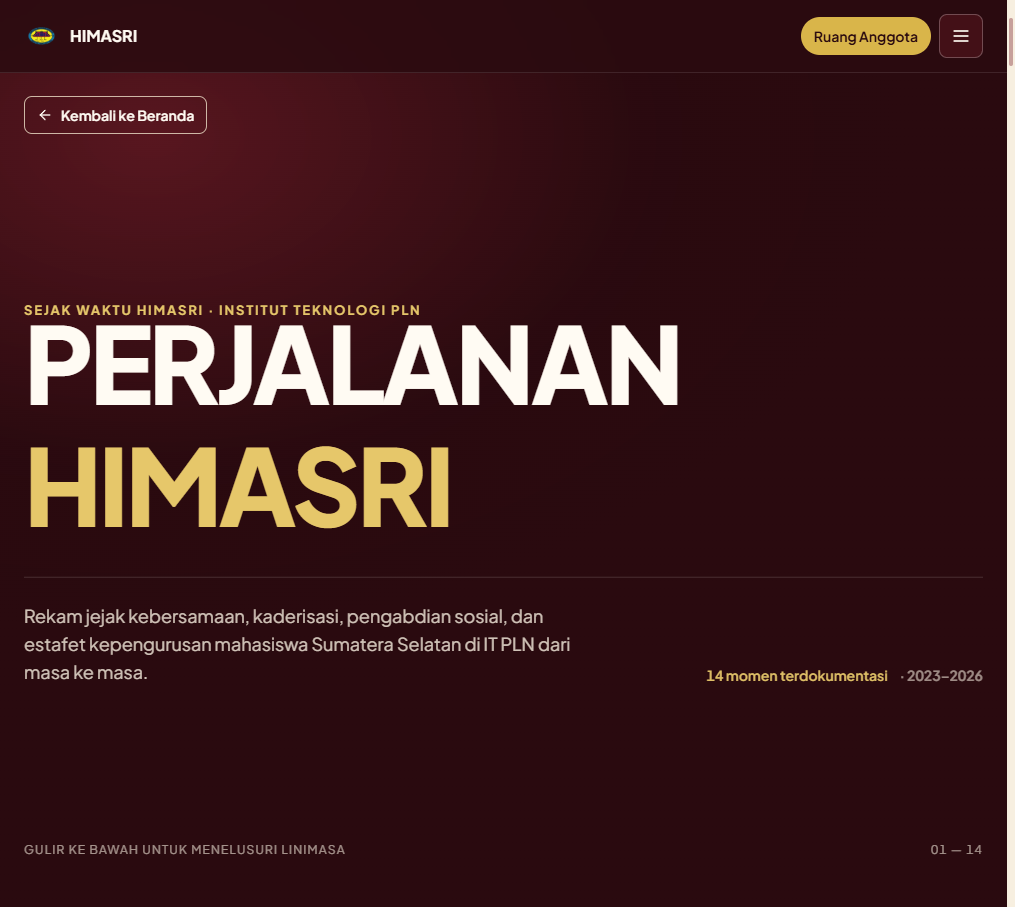 HIMASRI
Ruang Anggota
← Kembali ke Beranda
SEJAK WAKTU HIMASRI · INSTITUT TEKNOLOGI PLN
PERJALANAN
HIMASRI
Rekam jejak kebersamaan, kaderisasi, pengabdian sosial, dan
estafet kepengurusan mahasiswa Sumatera Selatan di IT PLN dari
masa ke masa.
14 momen terdokumentasi · 2023–2026
GULIR KE BAWAH UNTUK MENELUSURI LINIMASA
01 — 14